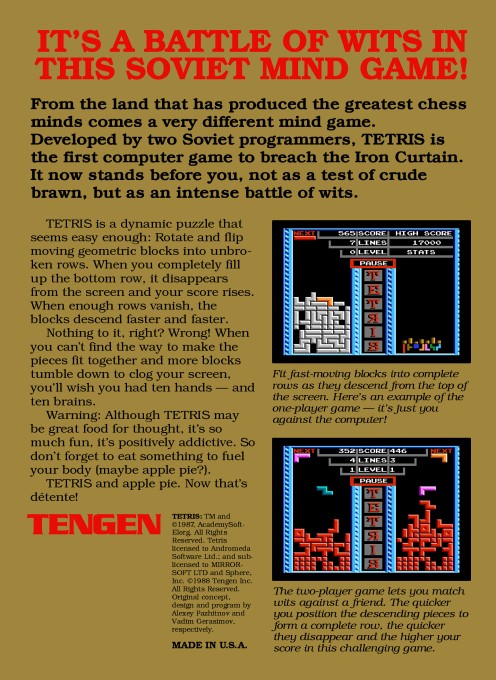 IT'S A BATTLE OF WITS IN
THIS SOVIET MIND GAME!
From the land that has produced the greatest chess
minds comes a very different mind game.
Developed by two Soviet programmers, TETRIS is
the first computer game to breach the Iron Curtain.
It now stands before you, not as a test of crude
brawn, but as an intense battle of wits.
TETRIS is a dynamic puzzle that
seems easy enough: Rotate and flip
moving geometric blocks into unbro-
ken rows. When you completely fill
up the bottom row, it disappears
from the screen and your score rises.
When enough rows vanish, the
blocks descend faster and faster.
Nothing to it, right? Wrong! When
you can't find the way to make the
pieces fit together and more blocks
tumble down to clog your screen,
you'll wish you had ten hands — and
ten brains.
Warning: Although TETRIS may
be great food for thought, it's so
much fun, it's positively addictive. So
don't forget to eat something to fuel
your body (maybe apple pie?).
TETRIS and apple pie. Now that's
détente!
NEXT 565 SCORE HIGH SCORE
7 LINES 17000
0 LEVEL STATS
PAUSE
TETRIS
Fit fast-moving blocks into complete
rows as they descend from the top of
the screen. Here's an example of the
one-player game — it's just you
against the computer!
NEXT 352 SCORE 446 NEXT
4 LINES 3
1 LEVEL 1
PAUSE
TETRIS
The two-player game lets you match
wits against a friend. The quicker
you position the descending pieces to
form a complete row, the quicker
they disappear and the higher your
score in this challenging game.
TENGEN
TETRIS: TM and
©1987, AcademySoft-
Elorg. All Rights
Reserved. Tetris
licensed to Andromeda
Software Ltd.; and sub-
licensed to MIRROR-
SOFT LTD and Sphere,
Inc. ©1988 Tengen Inc.
All Rights Reserved.
Original concept,
design and program by
Alexey Pazhitnov and
Vadim Gerasimov,
respectively.
MADE IN U.S.A.